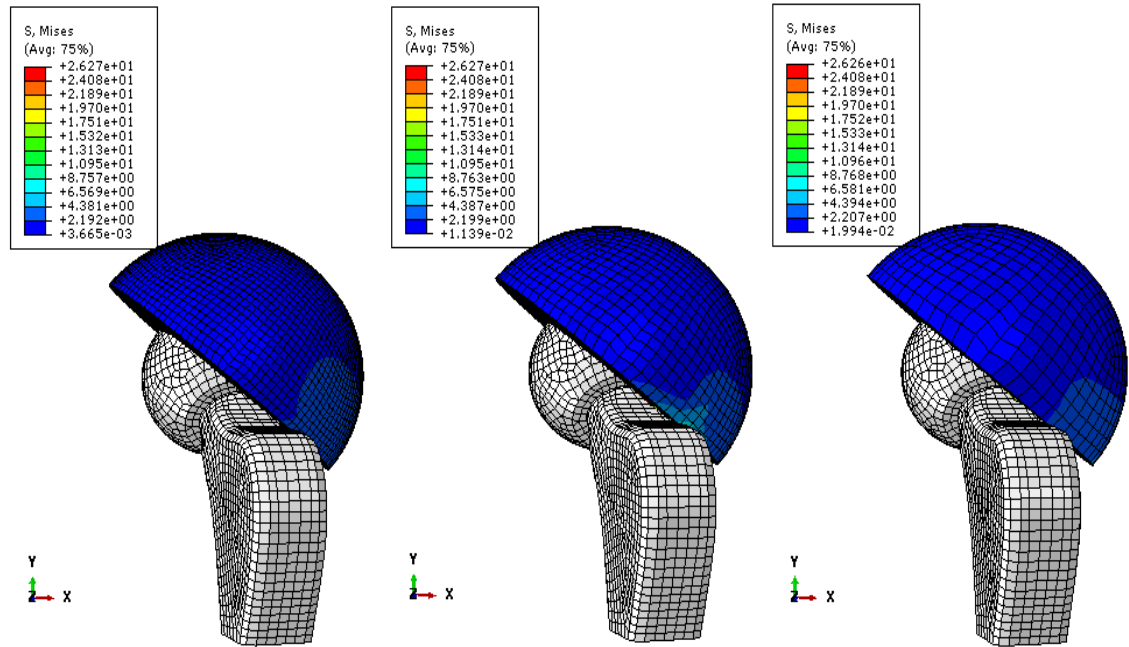 S, Mises
(Avg: 75%)
+2.627e+01
+2.408e+01
+2.189e+01
+1.970e+01
+1.751e+01
+1.532e+01
+1.313e+01
+1.095e+01
+8.757e+00
+6.569e+00
+4.381e+00
+2.192e+00
+3.665e-03
Y
Z
X
S, Mises
(Avg: 75%)
+2.627e+01
+2.408e+01
+2.189e+01
+1.970e+01
+1.751e+01
+1.533e+01
+1.314e+01
+1.095e+01
+8.763e+00
+6.575e+00
+4.387e+00
+2.199e+00
+1.139e-02
Y
Z
X
S, Mises
(Avg: 75%)
+2.626e+01
+2.408e+01
+2.189e+01
+1.970e+01
+1.752e+01
+1.533e+01
+1.314e+01
+1.096e+01
+8.768e+00
+6.581e+00
+4.394e+00
+2.207e+00
+1.994e-02
Y
Z
X